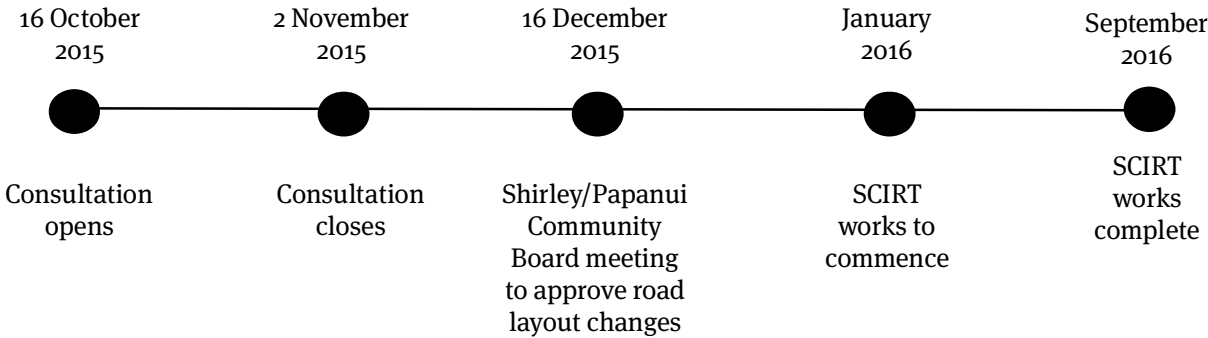 16 October
2015
2 November
2015
16 December
2015
January
2016
September
2016
Consultation
opens
Consultation
closes
Shirley/Papanui
Community
Board meeting
to approve road
layout changes
SCIRT
works to
commence
SCIRT
works
complete